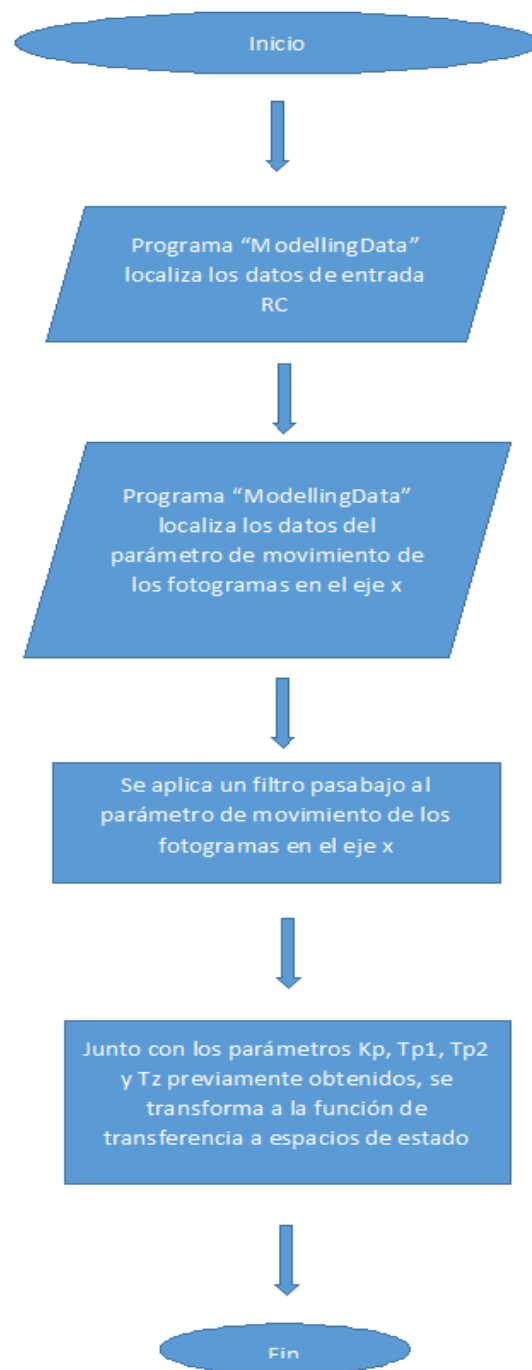 Inicio
Programa “ModellingData”
localiza los datos de entrada
RC
Programa “ModellingData”
localiza los datos del
parámetro de movimiento de
los fotogramas en el eje x
Se aplica un filtro pasabajo al
parámetro de movimiento de los
fotogramas en el eje x
Junto con los parámetros Kp, Tp1, Tp2
y Tz previamente obtenidos, se
transforma a la función de
transferencia a espacios de estado
Fin